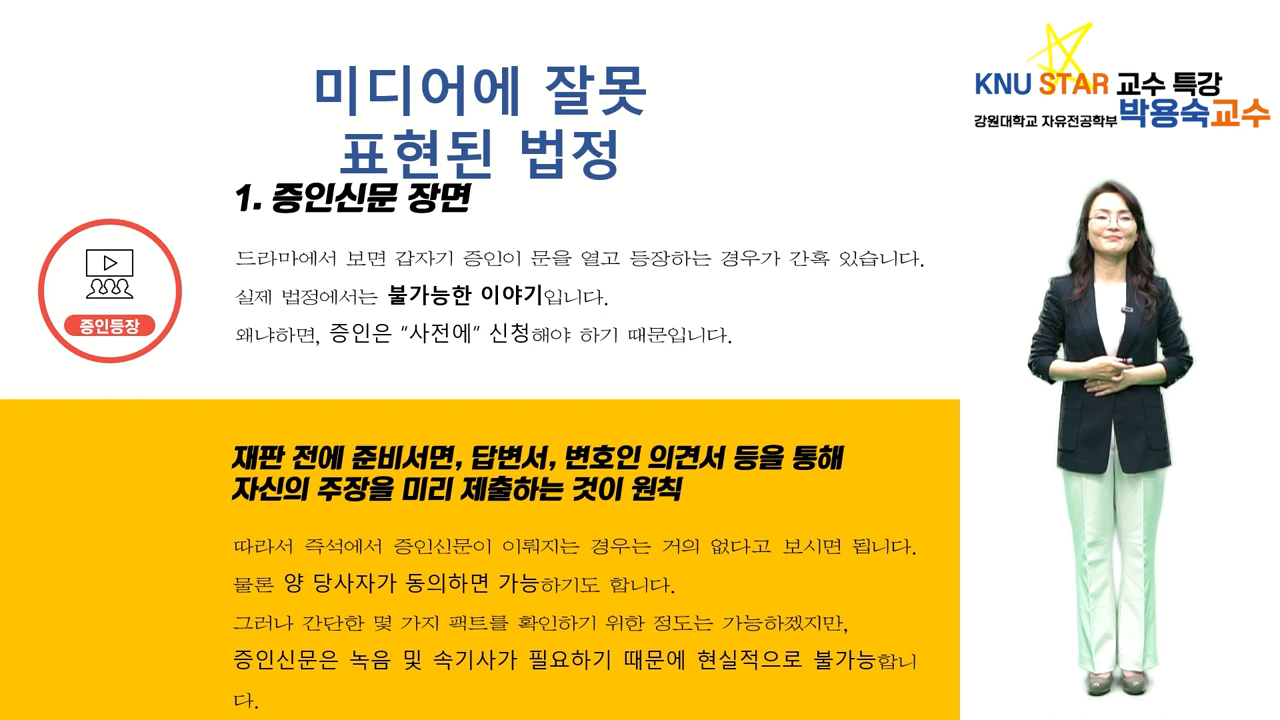 미디어에 잘못
표현된 법정
1. 증인신문 장면
드라마에서 보면 갑자기 증인이 문을 열고 등장하는 경우가 간혹 있습니다.
실제 법정에서는 불가능한 이야기입니다.
왜냐하면, 증인은 “사전에” 신청해야 하기 때문입니다.
증인등장
재판 전에 준비서면, 답변서, 변호인 의견서 등을 통해
자신의 주장을 미리 제출하는 것이 원칙
따라서 즉석에서 증인신문이 이뤄지는 경우는 거의 없다고 보시면 됩니다.
물론 양 당사자가 동의하면 가능하기도 합니다.
그러나 간단한 몇 가지 팩트를 확인하기 위한 정도는 가능하겠지만,
증인신문은 녹음 및 속기사가 필요하기 때문에 현실적으로 불가능합니
다.
KNU STAR 교수 특강
강원대학교 자유전공학부 박용숙교수